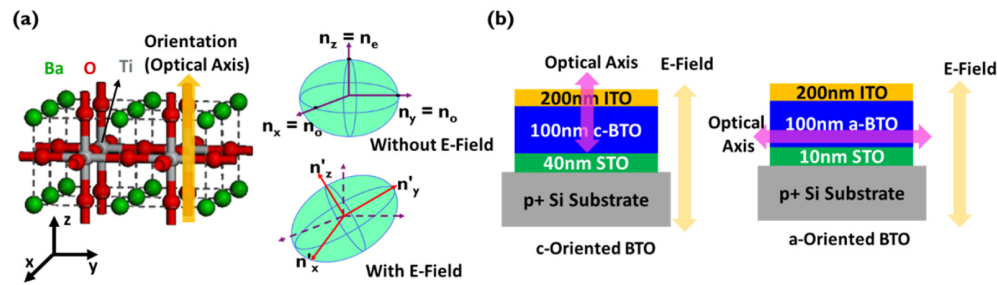 (a)
Orientation
(Optical Axis)
Ba
O
Ti
z
x
y
n_z = n_e
n_x = n_o
n_y = n_o
Without E-Field
n'_z
n'_y
n'_x
With E-Field
(b)
Optical Axis
E-Field
200nm ITO
100nm c-BTO
40nm STO
p+ Si Substrate
c-Oriented BTO
E-Field
200nm ITO
Optical
Axis
100nm a-BTO
10nm STO
p+ Si Substrate
a-Oriented BTO